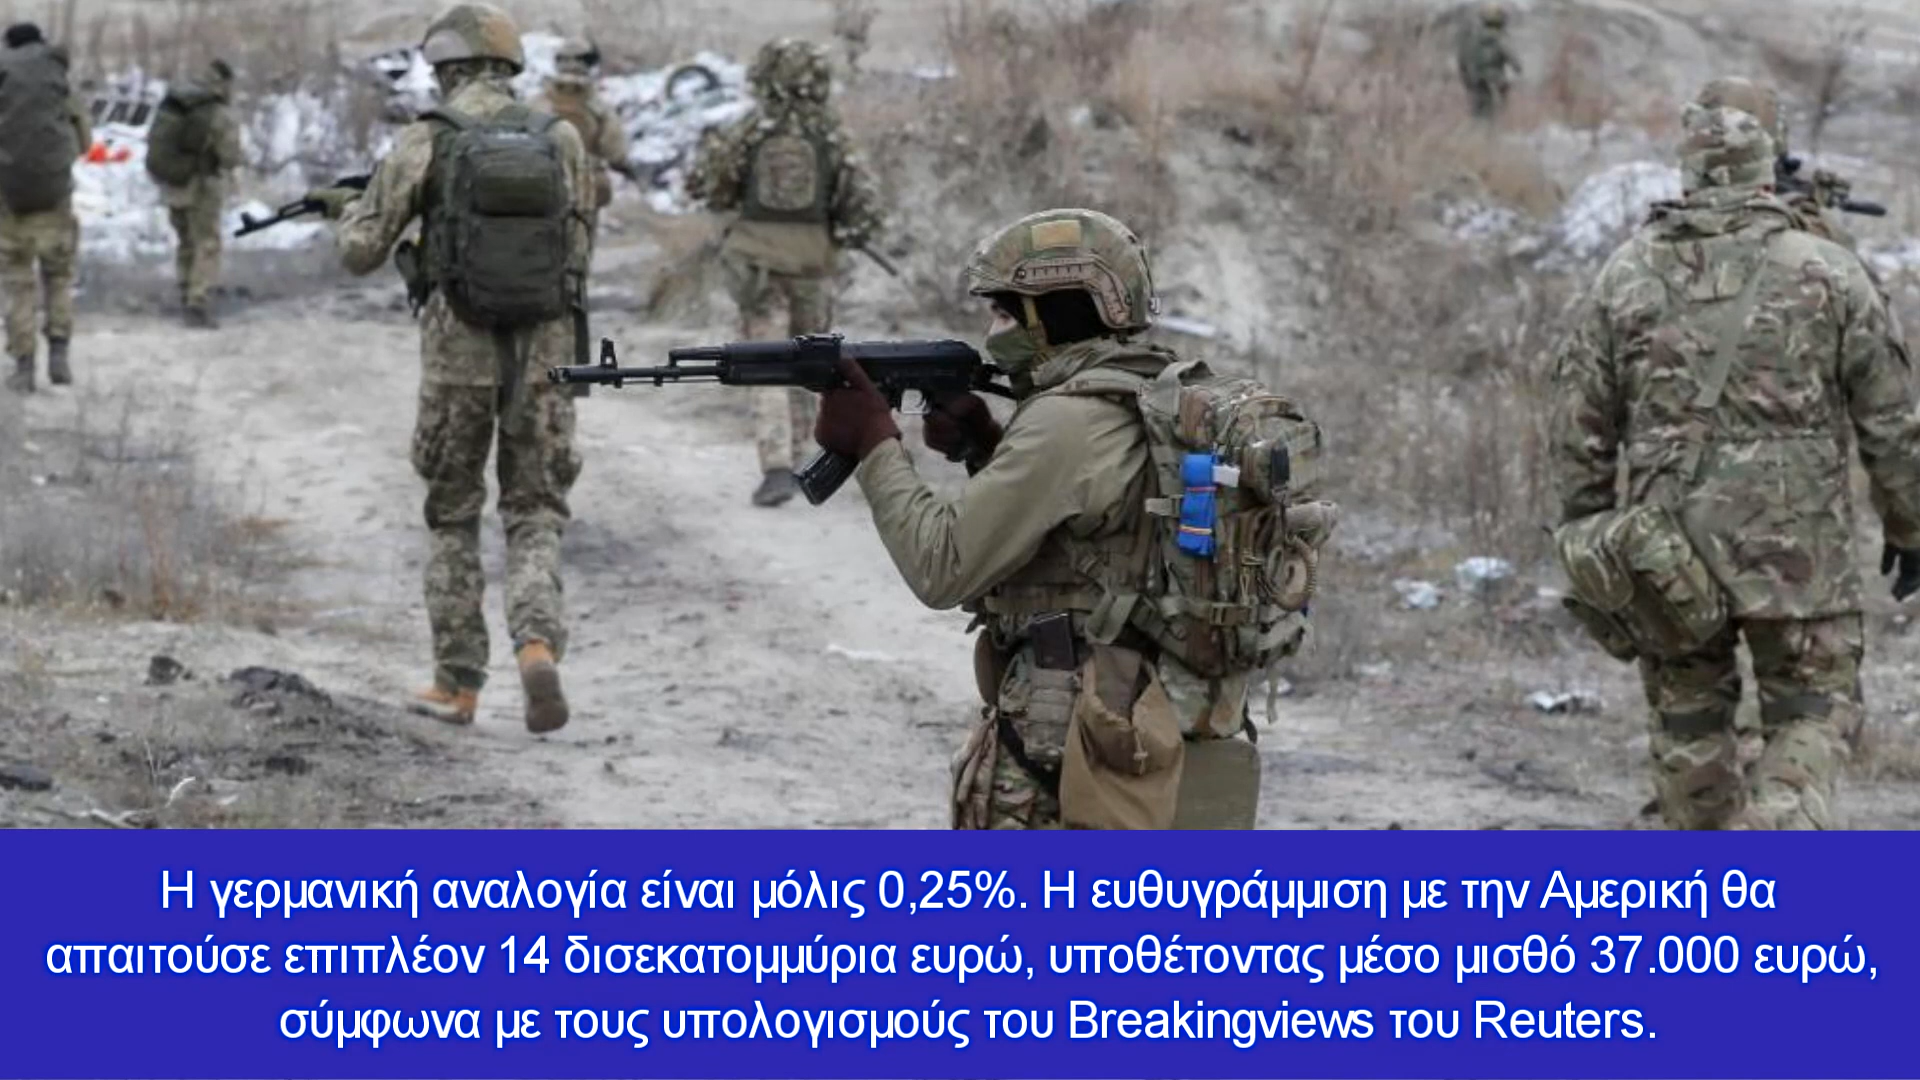 Η γερμανική αναλογία είναι μόλις 0,25%. Η ευθυγράμμιση με την Αμερική θα
απαιτούσε επιπλέον 14 δισεκατομμύρια ευρώ, υποθέτοντας μέσο μισθό 37.000 ευρώ,
σύμφωνα με τους υπολογισμούς του Breakingviews του Reuters.